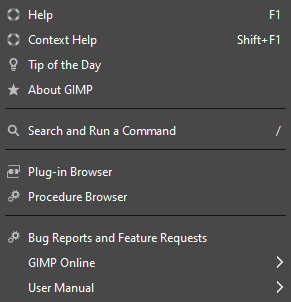 Help F1
Context Help Shift+F1
Tip of the Day
About GIMP
Search and Run a Command /
Plug-in Browser
Procedure Browser
Bug Reports and Feature Requests
GIMP Online
User Manual